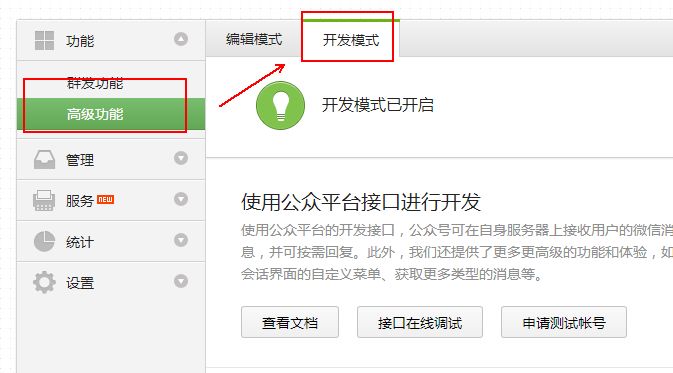 功能
群发功能
高级功能
管理
服务 NEW
统计
设置
编辑模式 开发模式
开发模式已开启
使用公众平台接口进行开发
使用公众平台的开发接口，公众号可在自身服务器上接收用户的微信消
息，并可按需回复。此外，我们还提供了更多更高级的功能和体验，如
会话界面的自定义菜单、获取更多类型的消息等。
查看文档 接口在线调试 申请测试帐号